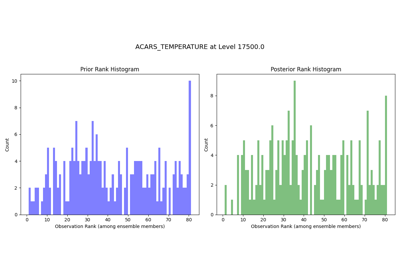 ACARS_TEMPERATURE at Level 17500.0
Prior Rank Histogram
Count
10
8
6
4
2
0
0 10 20 30 40 50 60 70 80
Observation Rank (among ensemble members)
Posterior Rank Histogram
Count
8
6
4
2
0
0 10 20 30 40 50 60 70 80
Observation Rank (among ensemble members)